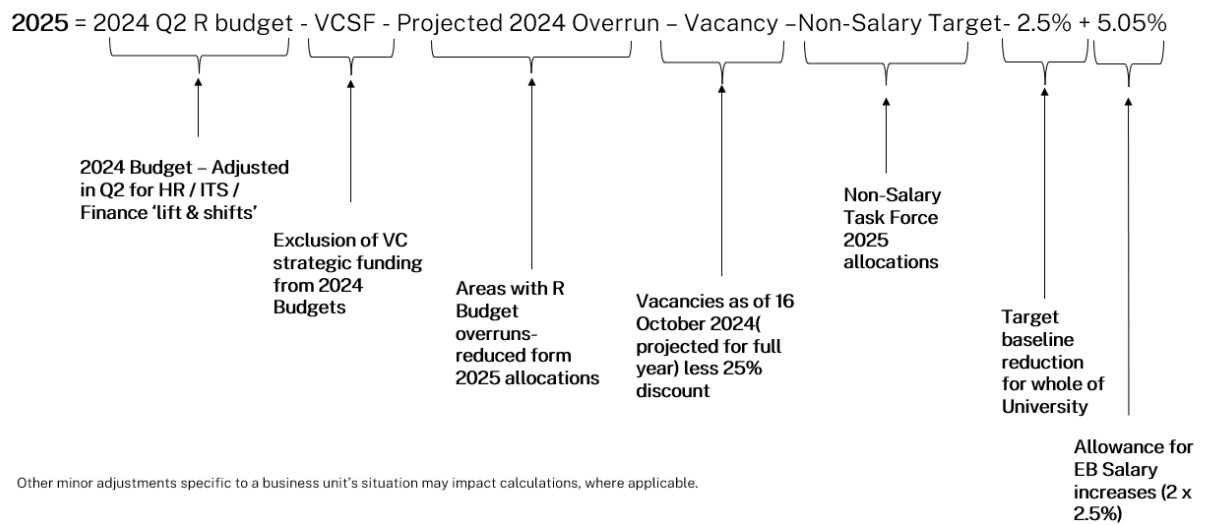 2025 = 2024 Q2 R budget - VCSF - Projected 2024 Overrun – Vacancy –Non-Salary Target- 2.5% + 5.05%
2024 Budget – Adjusted
in Q2 for HR / ITS /
Finance ‘lift & shifts’
Exclusion of VC
strategic funding
from 2024
Budgets
Areas with R
Budget
overruns-
reduced form
2025 allocations
Vacancies as of 16
October 2024(
projected for full
year) less 25%
discount
Non-Salary
Task Force
2025
allocations
Target
baseline
reduction
for whole of
University
Allowance for
EB Salary
increases (2 x
2.5%)
Other minor adjustments specific to a business unit’s situation may impact calculations, where applicable.